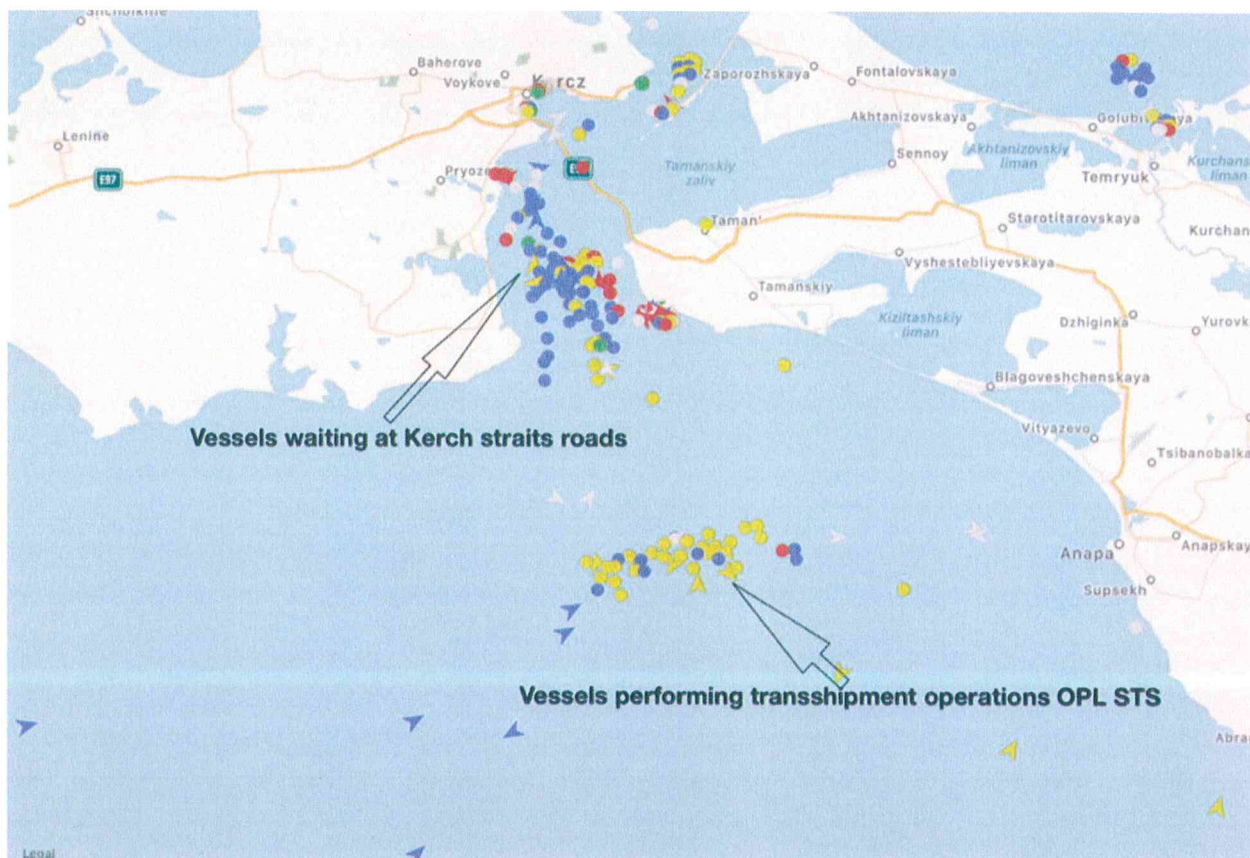 Baherove
Voykove
Zaporozhskaya
Fontalovskaya
Lenine
Akhtanizovskaya
Sennoy
Akhtanizovskiy
liman
Kurchans
liman
Temryuk
E97
Tamanskiy
zaliv
Taman'
Starotitarovskaya
Kurchan
Vyshestebliyevskaya
Tamanskiy
Kiziltashskiy
liman
Dzhiginka
Yurovk
Blagoveshchenskaya
Vessels waiting at Kerch straits roads
Vityazevo
Tsibanobalka
Anapa
Anapskay
Supsekh
Vessels performing transshipment operations OPL STS
Abrau
Legal